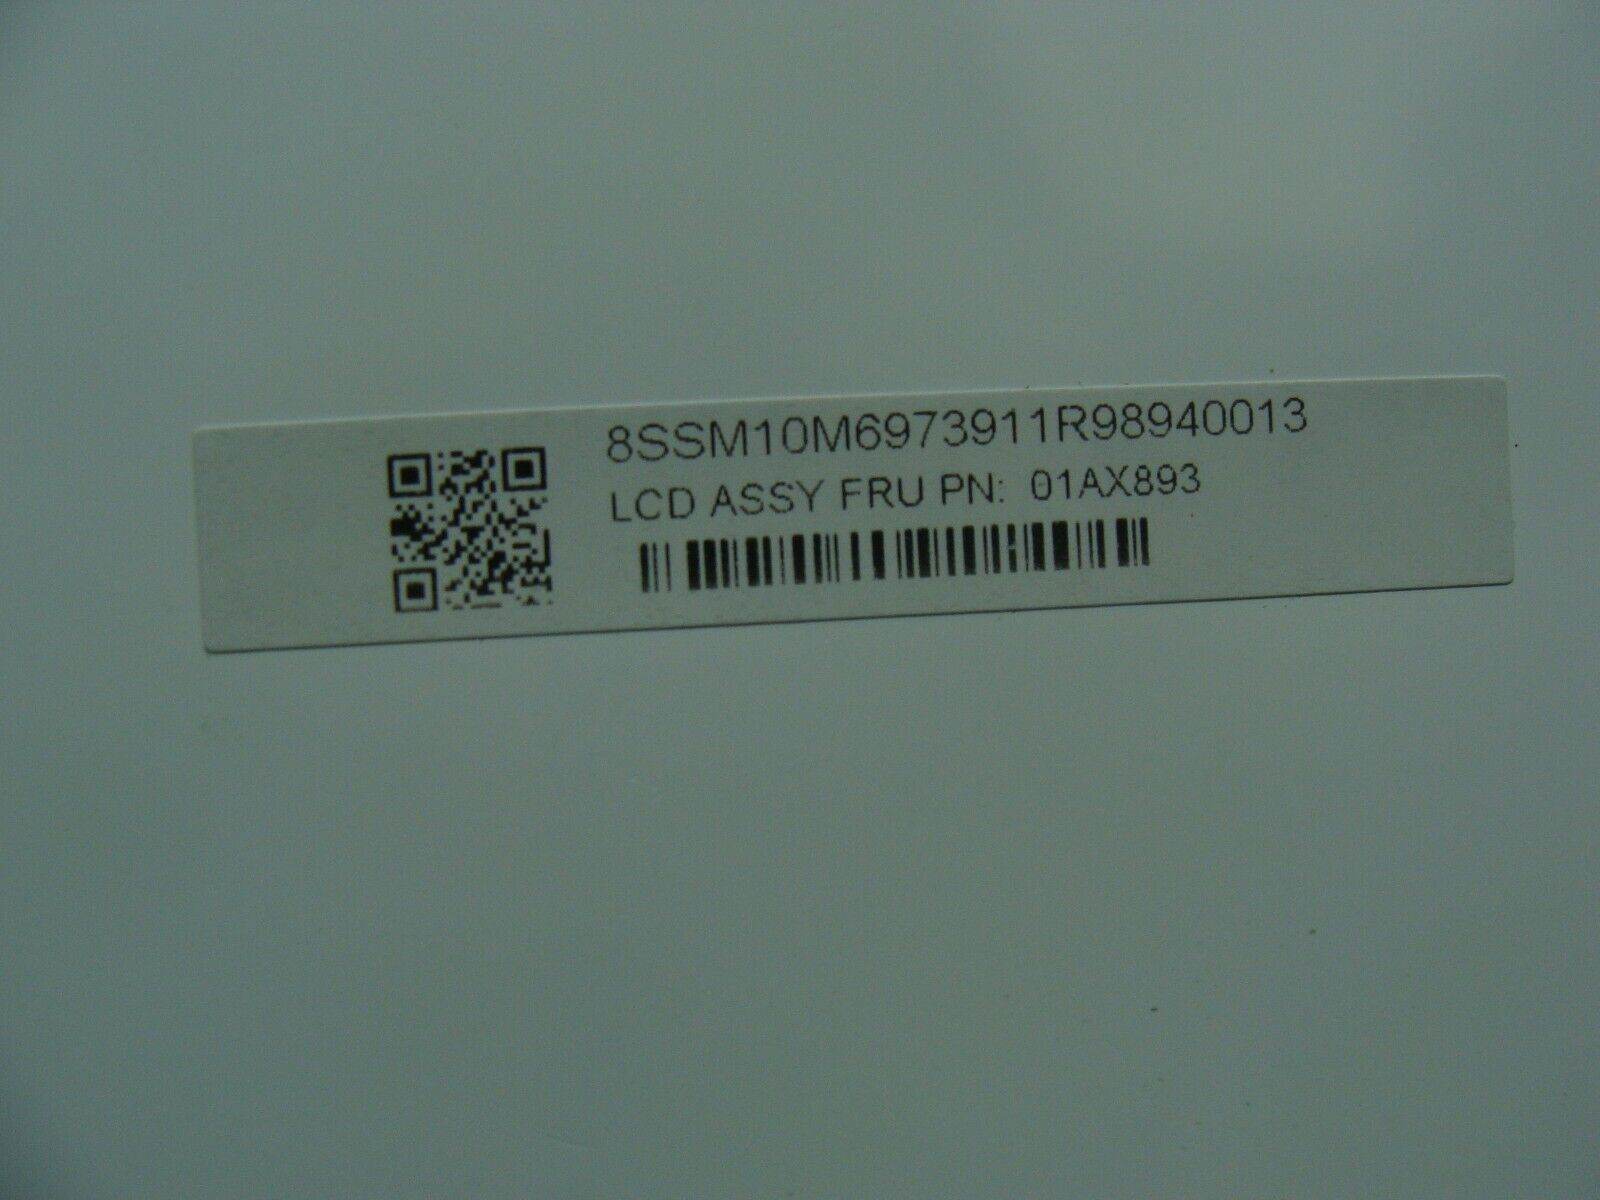 8SSM10M6973911R98940013
LCD ASSY FRU PN: 01AX893